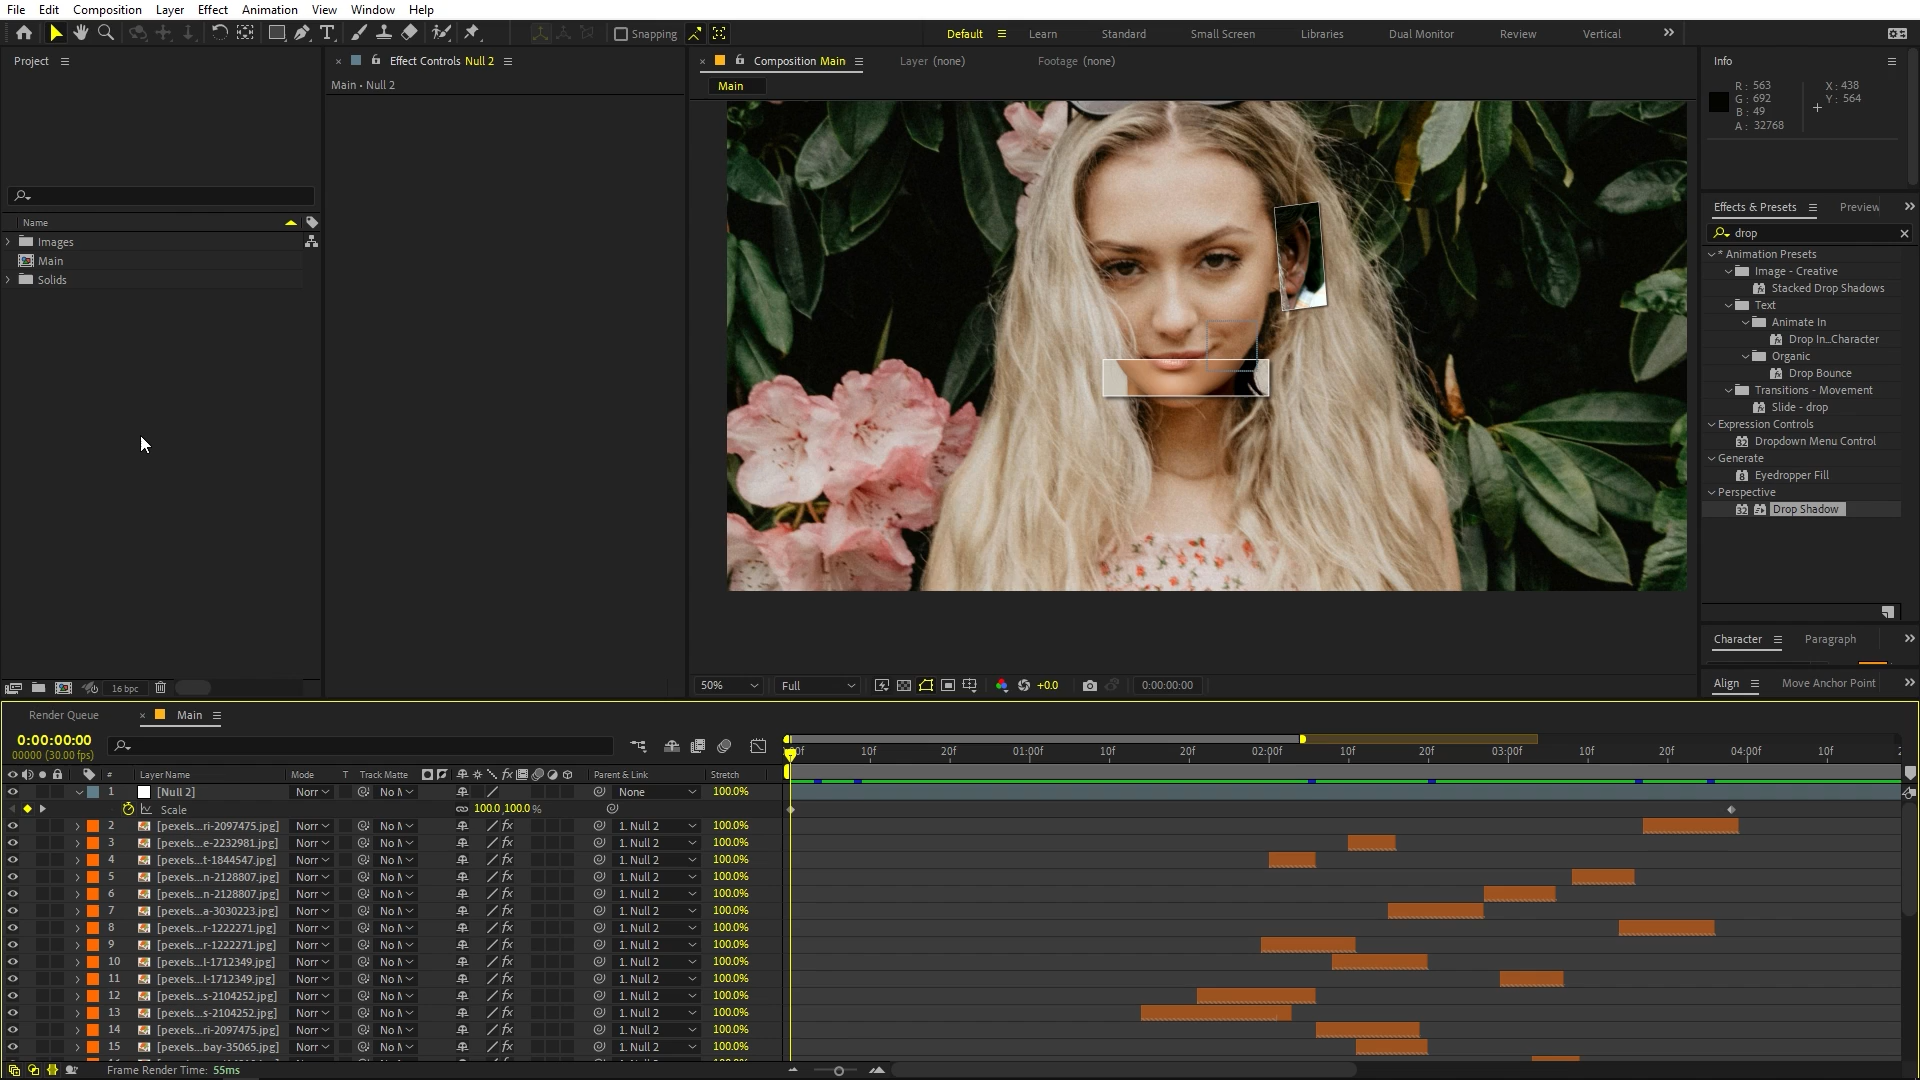 File Edit Composition Layer Effect Animation View Window Help
Snapping
Default Learn Standard Small Screen Libraries Dual Monitor Review Vertical
Project
Effect Controls Null 2
Main • Null 2
Composition Main
Layer (none)
Footage (none)
Main
Info
R : 563
G : 692
B : 49
A : 32768
X : 438
Y : 564
Effects & Presets
Preview
drop
* Animation Presets
Image - Creative
Stacked Drop Shadows
Text
Animate In
Drop In...Character
Organic
Drop Bounce
Transitions - Movement
Slide - drop
Expression Controls
Dropdown Menu Control
Generate
Eyedropper Fill
Perspective
Drop Shadow
Character
Paragraph
Align
Move Anchor Point
Name
Images
Main
Solids
16 bpc
50%
Full
+0.0
0:00:00:00
Render Queue
Main
0:00:00:00
00000 (30.00 fps)
10f 20f 01:00f 10f 20f 02:00f 10f 20f 03:00f 10f 20f 04:00f 10f
# Layer Name Mode T Track Matte Parent & Link Stretch
1 [Null 2] Norr None 100.0%
Scale 100.0,100.0 %
2 [pexels...ri-2097475.jpg] Norr No M 1. Null 2 100.0%
3 [pexels...e-2232981.jpg] Norr No M 1. Null 2 100.0%
4 [pexels...t-1844547.jpg] Norr No M 1. Null 2 100.0%
5 [pexels...n-2128807.jpg] Norr No M 1. Null 2 100.0%
6 [pexels...n-2128807.jpg] Norr No M 1. Null 2 100.0%
7 [pexels...a-3030223.jpg] Norr No M 1. Null 2 100.0%
8 [pexels...r-1222271.jpg] Norr No M 1. Null 2 100.0%
9 [pexels...r-1222271.jpg] Norr No M 1. Null 2 100.0%
10 [pexels...l-1712349.jpg] Norr No M 1. Null 2 100.0%
11 [pexels...l-1712349.jpg] Norr No M 1. Null 2 100.0%
12 [pexels...s-2104252.jpg] Norr No M 1. Null 2 100.0%
13 [pexels...s-2104252.jpg] Norr No M 1. Null 2 100.0%
14 [pexels...ri-2097475.jpg] Norr No M 1. Null 2 100.0%
15 [pexels...bay-35065.jpg] Norr No M 1. Null 2 100.0%
Frame Render Time: 55ms